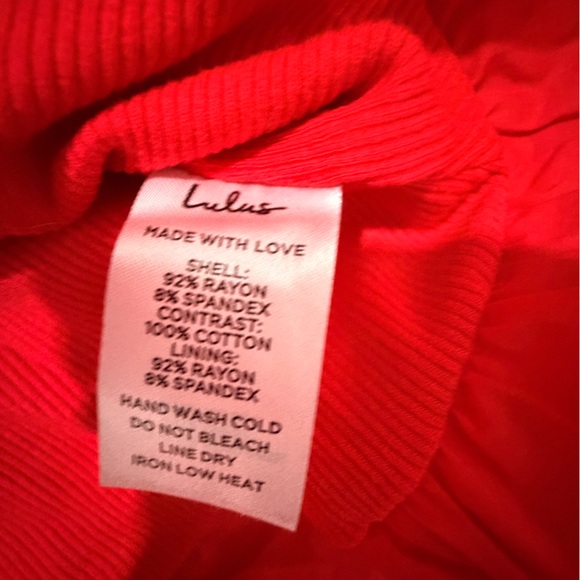 Lulus
MADE WITH LOVE
SHELL:
92% RAYON
8% SPANDEX
CONTRAST:
100% COTTON
LINING:
92% RAYON
8% SPANDEX
HAND WASH COLD
DO NOT BLEACH
LINE DRY
IRON LOW HEAT